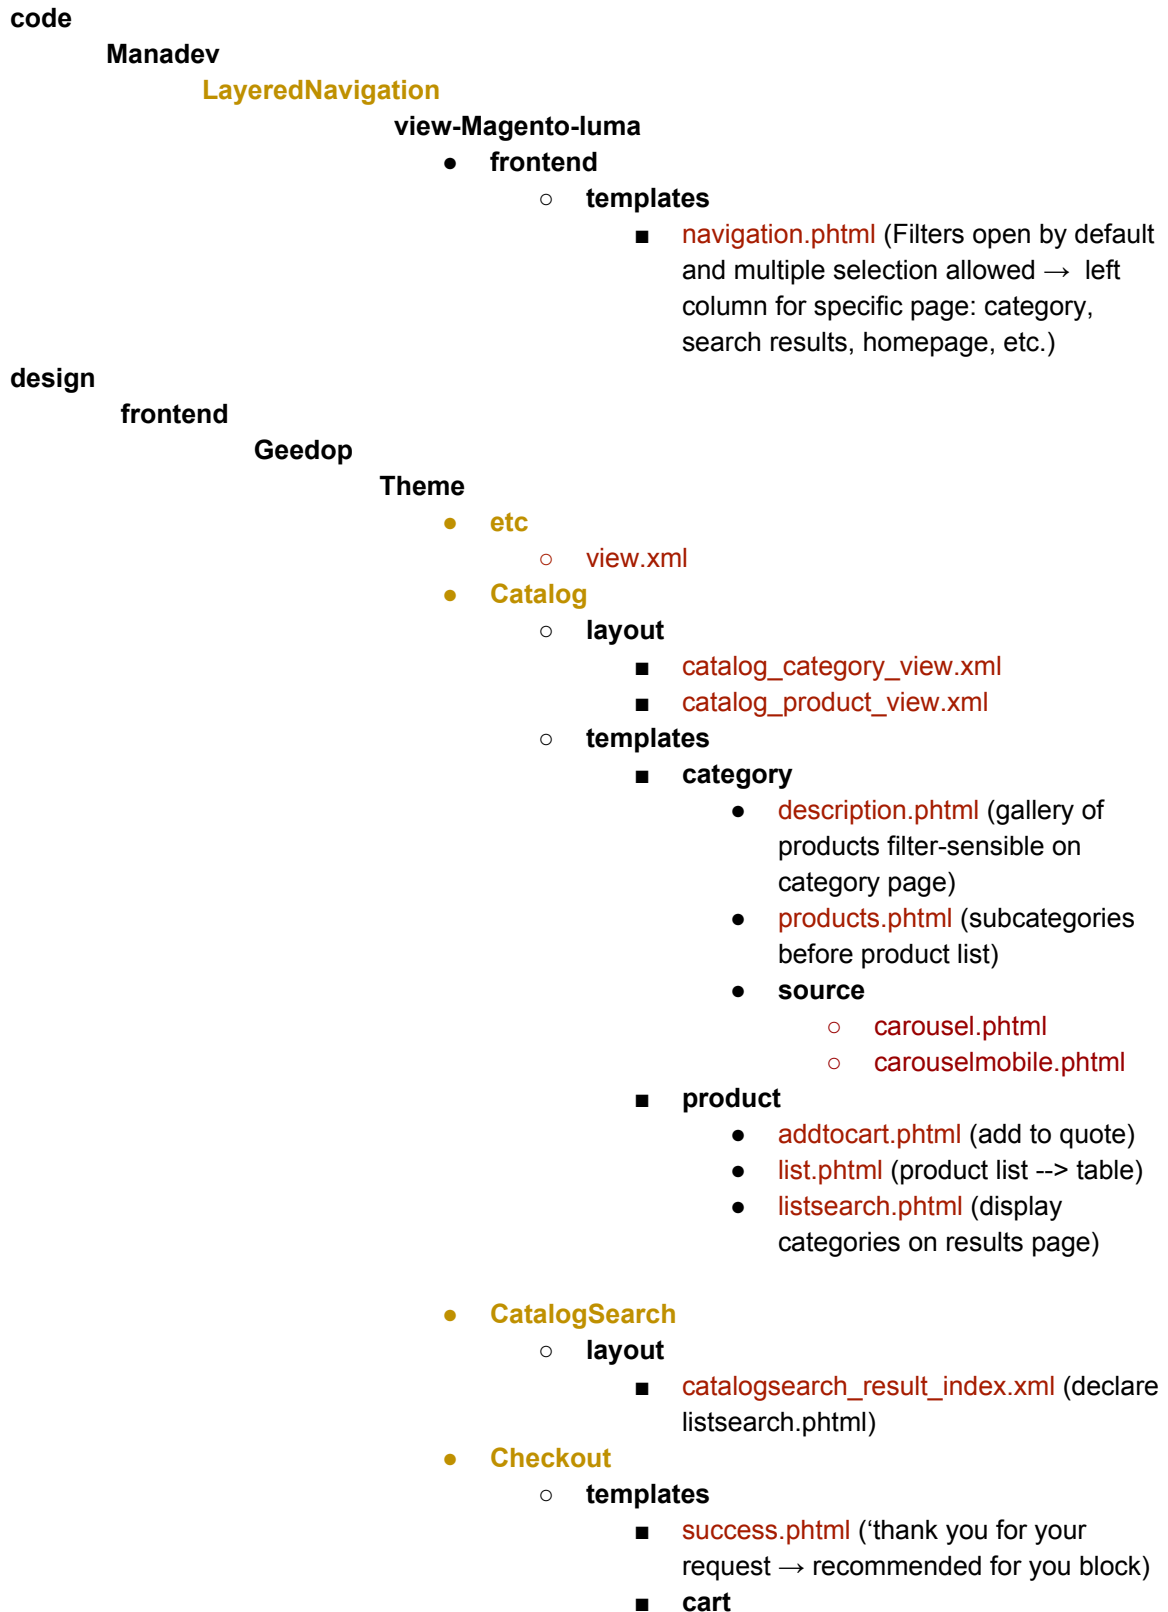 code
Manadev
LayeredNavigation
view-Magento-luma
● frontend
○ templates
■ navigation.phtml (Filters open by default
and multiple selection allowed → left
column for specific page: category,
search results, homepage, etc.)
design
frontend
Geedop
Theme
● etc
○ view.xml
● Catalog
○ layout
■ catalog_category_view.xml
■ catalog_product_view.xml
○ templates
■ category
● description.phtml (gallery of
products filter-sensible on
category page)
● products.phtml (subcategories
before product list)
● source
○ carousel.phtml
○ carouselmobile.phtml
■ product
● addtocart.phtml (add to quote)
● list.phtml (product list --> table)
● listsearch.phtml (display
categories on results page)
● CatalogSearch
○ layout
■ catalogsearch_result_index.xml (declare
listsearch.phtml)
● Checkout
○ templates
■ success.phtml (‘thank you for your
request → recommended for you block)
■ cart